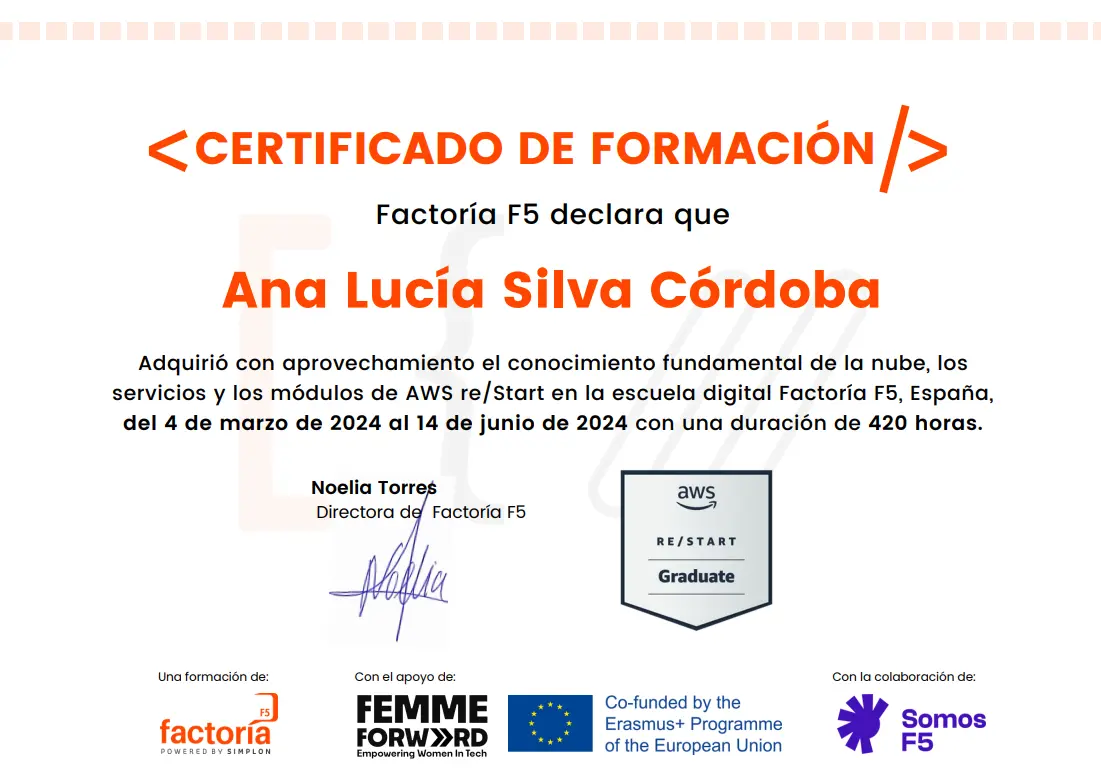 <CERTIFICADO DE FORMACIÓN/>
Factoría F5 declara que
Ana Lucía Silva Córdoba
Adquirió con aprovechamiento el conocimiento fundamental de la nube, los
servicios y los módulos de AWS re/Start en la escuela digital Factoría F5, España,
del 4 de marzo de 2024 al 14 de junio de 2024 con una duración de 420 horas.
Noelia Torres
Directora de Factoría F5
Noelia
aws
RE/START
Graduate
Una formación de:
factoría F5
POWERED BY SIMPLON
Con el apoyo de:
FEMME
FORW»RD
Empowering Women In Tech
Co-funded by the
Erasmus+ Programme
of the European Union
Con la colaboración de:
Somos
F5